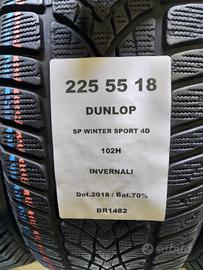 225 55 18
DUNLOP
SP WINTER SPORT 4D
102H
INVERNALI
Dot.2018 / Bat.70%
BR1482
subito